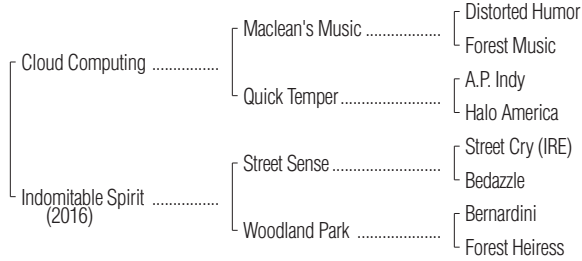 Distorted Humor
Maclean's Music ..................
Forest Music
Cloud Computing ................
A.P. Indy
Quick Temper........................
Halo America
Street Cry (IRE)
Street Sense ..........................
Bedazzle
Indomitable Spirit ................
(2016)
Bernardini
Woodland Park ....................
Forest Heiress